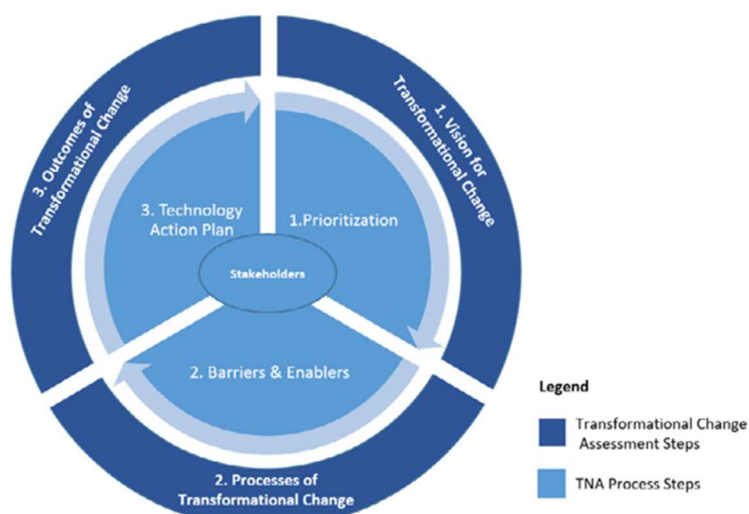 1. Vision for
Transformational Change
3. Outcomes of
Transformational Change
3. Technology
Action Plan
1.Prioritization
Stakeholders
2. Barriers & Enablers
2. Processes of
Transformational Change
Legend
Transformational Change
Assessment Steps
TNA Process Steps